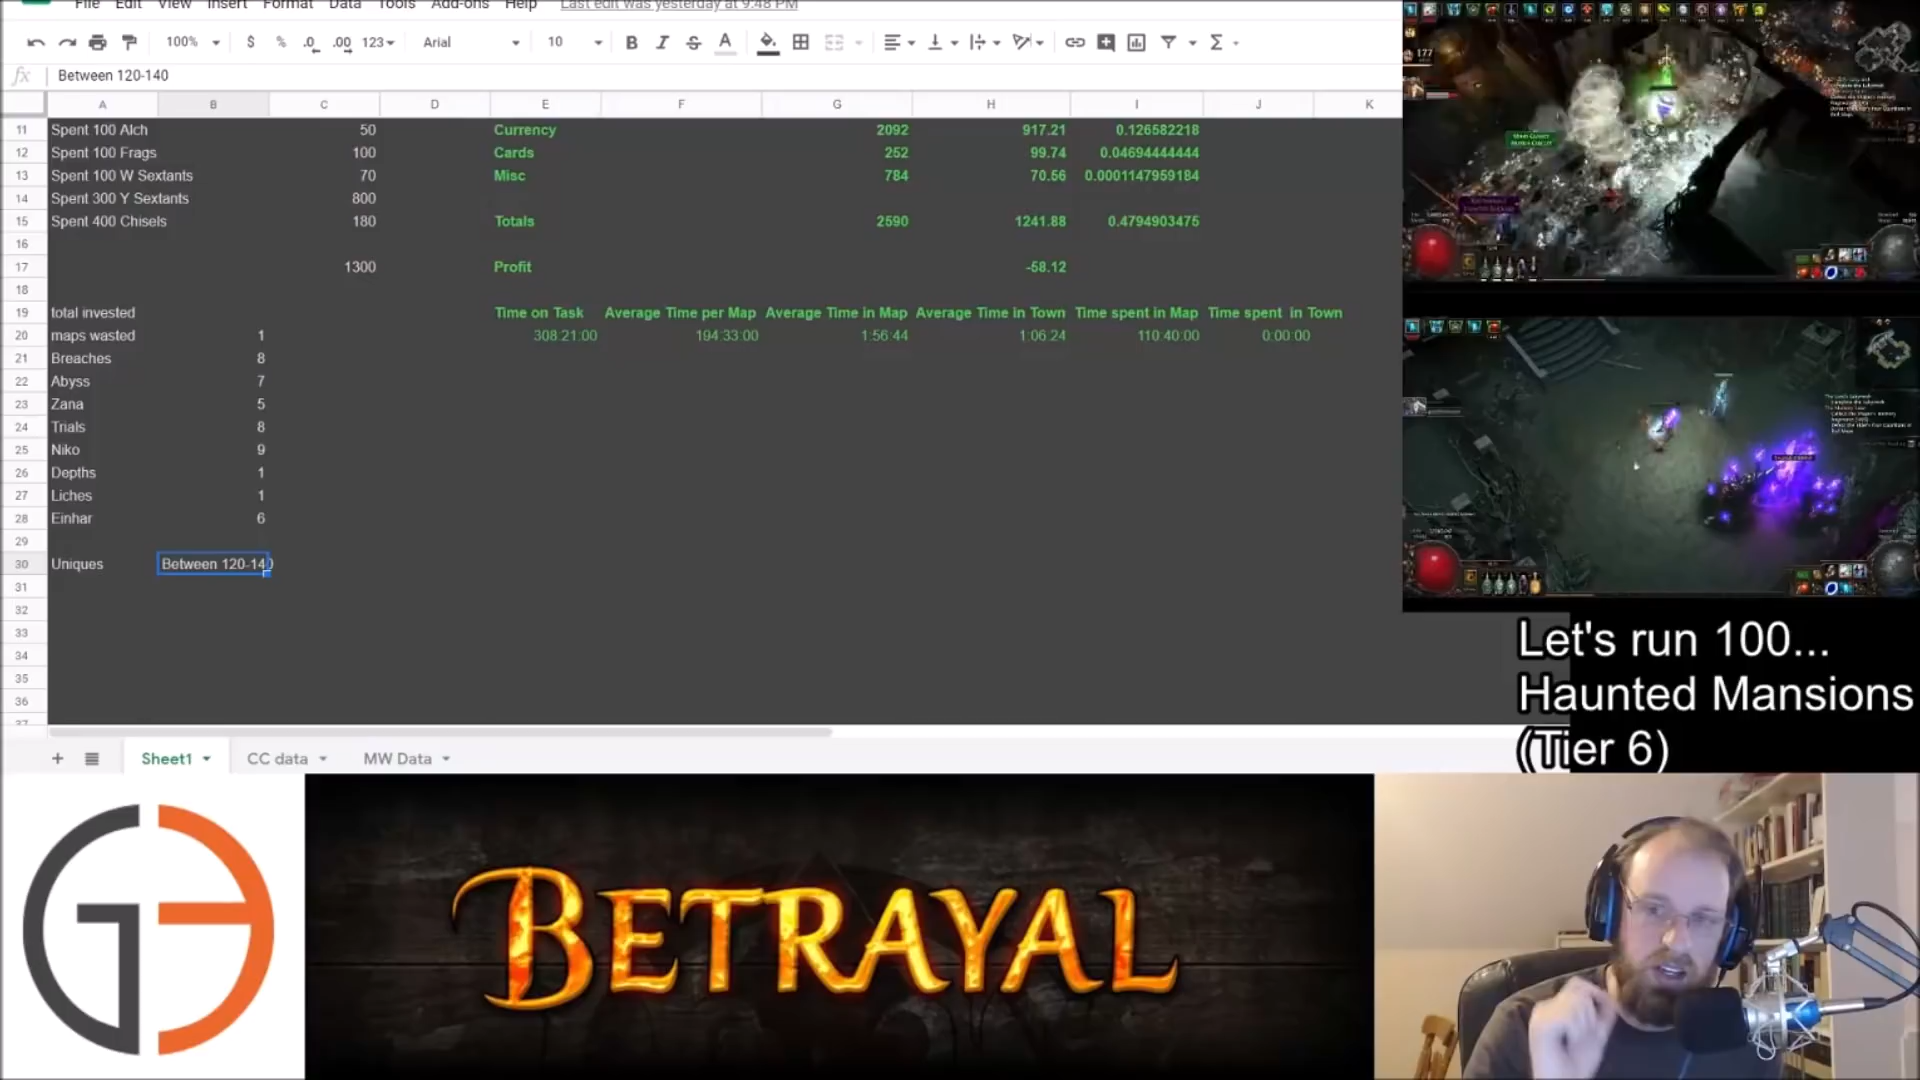 File Edit View Insert Format Data Tools Add-ons Help Last edit was yesterday at 9:48 PM
100% $ % .0 .00 123 Arial 10 B I S A Σ
fx Between 120-140
A B C D E F G H I J K
11 Spent 100 Alch 50 Currency 2092 917.21 0.126582218
12 Spent 100 Frags 100 Cards 252 99.74 0.04694444444
13 Spent 100 W Sextants 70 Misc 784 70.56 0.0001147959184
14 Spent 300 Y Sextants 800
15 Spent 400 Chisels 180 Totals 2590 1241.88 0.4794903475
16
17 1300 Profit -58.12
18
19 total invested Time on Task Average Time per Map Average Time in Map Average Time in Town Time spent in Map Time spent in Town
20 maps wasted 1 308:21:00 194:33:00 1:56:44 1:06:24 110:40:00 0:00:00
21 Breaches 8
22 Abyss 7
23 Zana 5
24 Trials 8
25 Niko 9
26 Depths 1
27 Liches 1
28 Einhar 6
29
30 Uniques Between 120-140
31
32
33
34
35
36
37
+ Sheet1 CC data MW Data
177
Let's run 100...
Haunted Mansions
(Tier 6)
BETRAYAL